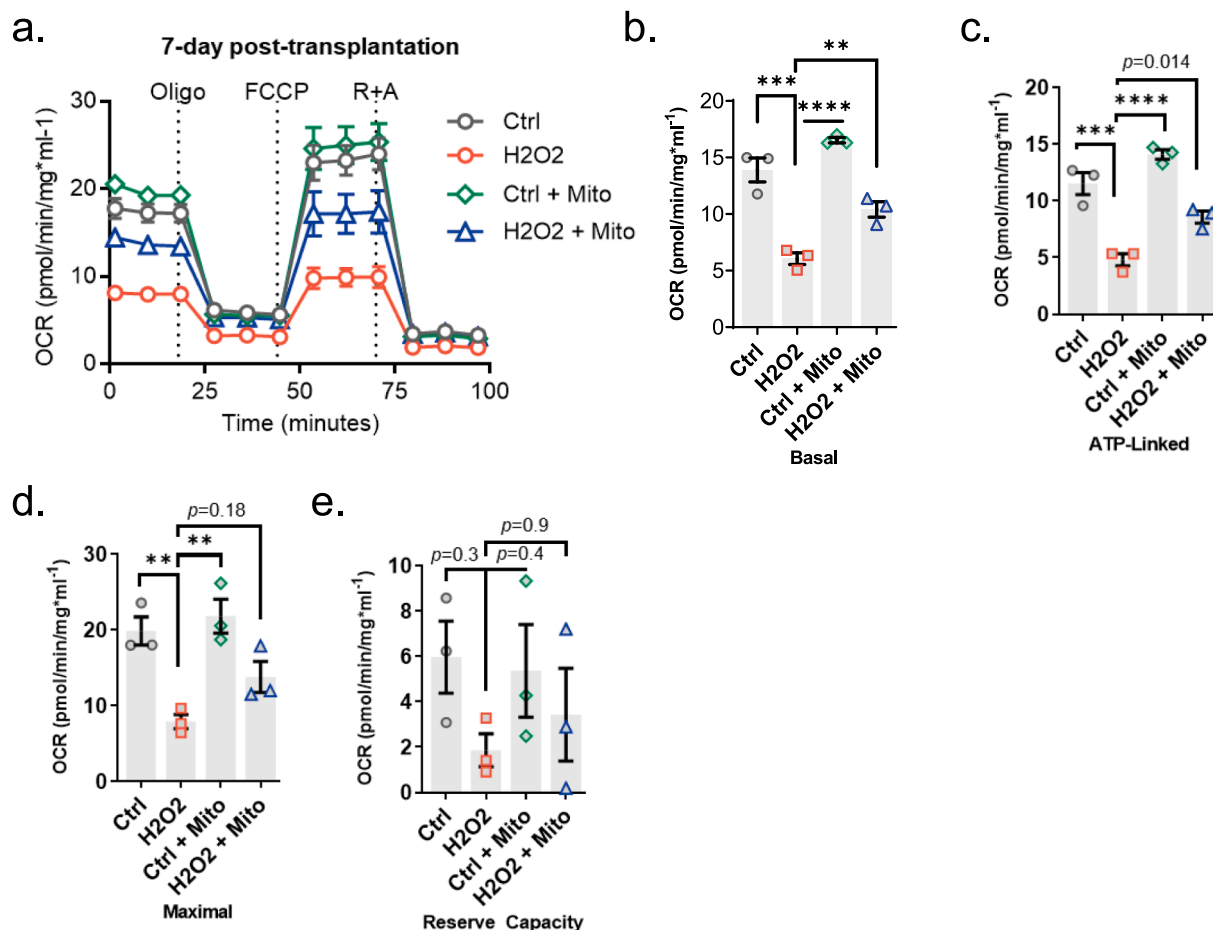 a.
7-day post-transplantation
Oligo FCCP R+A
OCR (pmol/min/mg*ml-1)
30
20
10
0
0 25 50 75 100
Time (minutes)
Ctrl
H2O2
Ctrl + Mito
H2O2 + Mito
b.
**
***
****
OCR (pmol/min/mg*ml-1)
20
15
10
5
0
Ctrl
H2O2
Ctrl + Mito
H2O2 + Mito
Basal
c.
p=0.014
****
***
OCR (pmol/min/mg*ml-1)
20
15
10
5
0
Ctrl
H2O2
Ctrl + Mito
H2O2 + Mito
ATP-Linked
d.
p=0.18
** **
OCR (pmol/min/mg*ml-1)
30
20
10
0
Ctrl
H2O2
Ctrl + Mito
H2O2 + Mito
Maximal
e.
p=0.9
p=0.3 p=0.4
OCR (pmol/min/mg*ml-1)
10
8
6
4
2
0
Ctrl
H2O2
Ctrl + Mito
H2O2 + Mito
Reserve Capacity